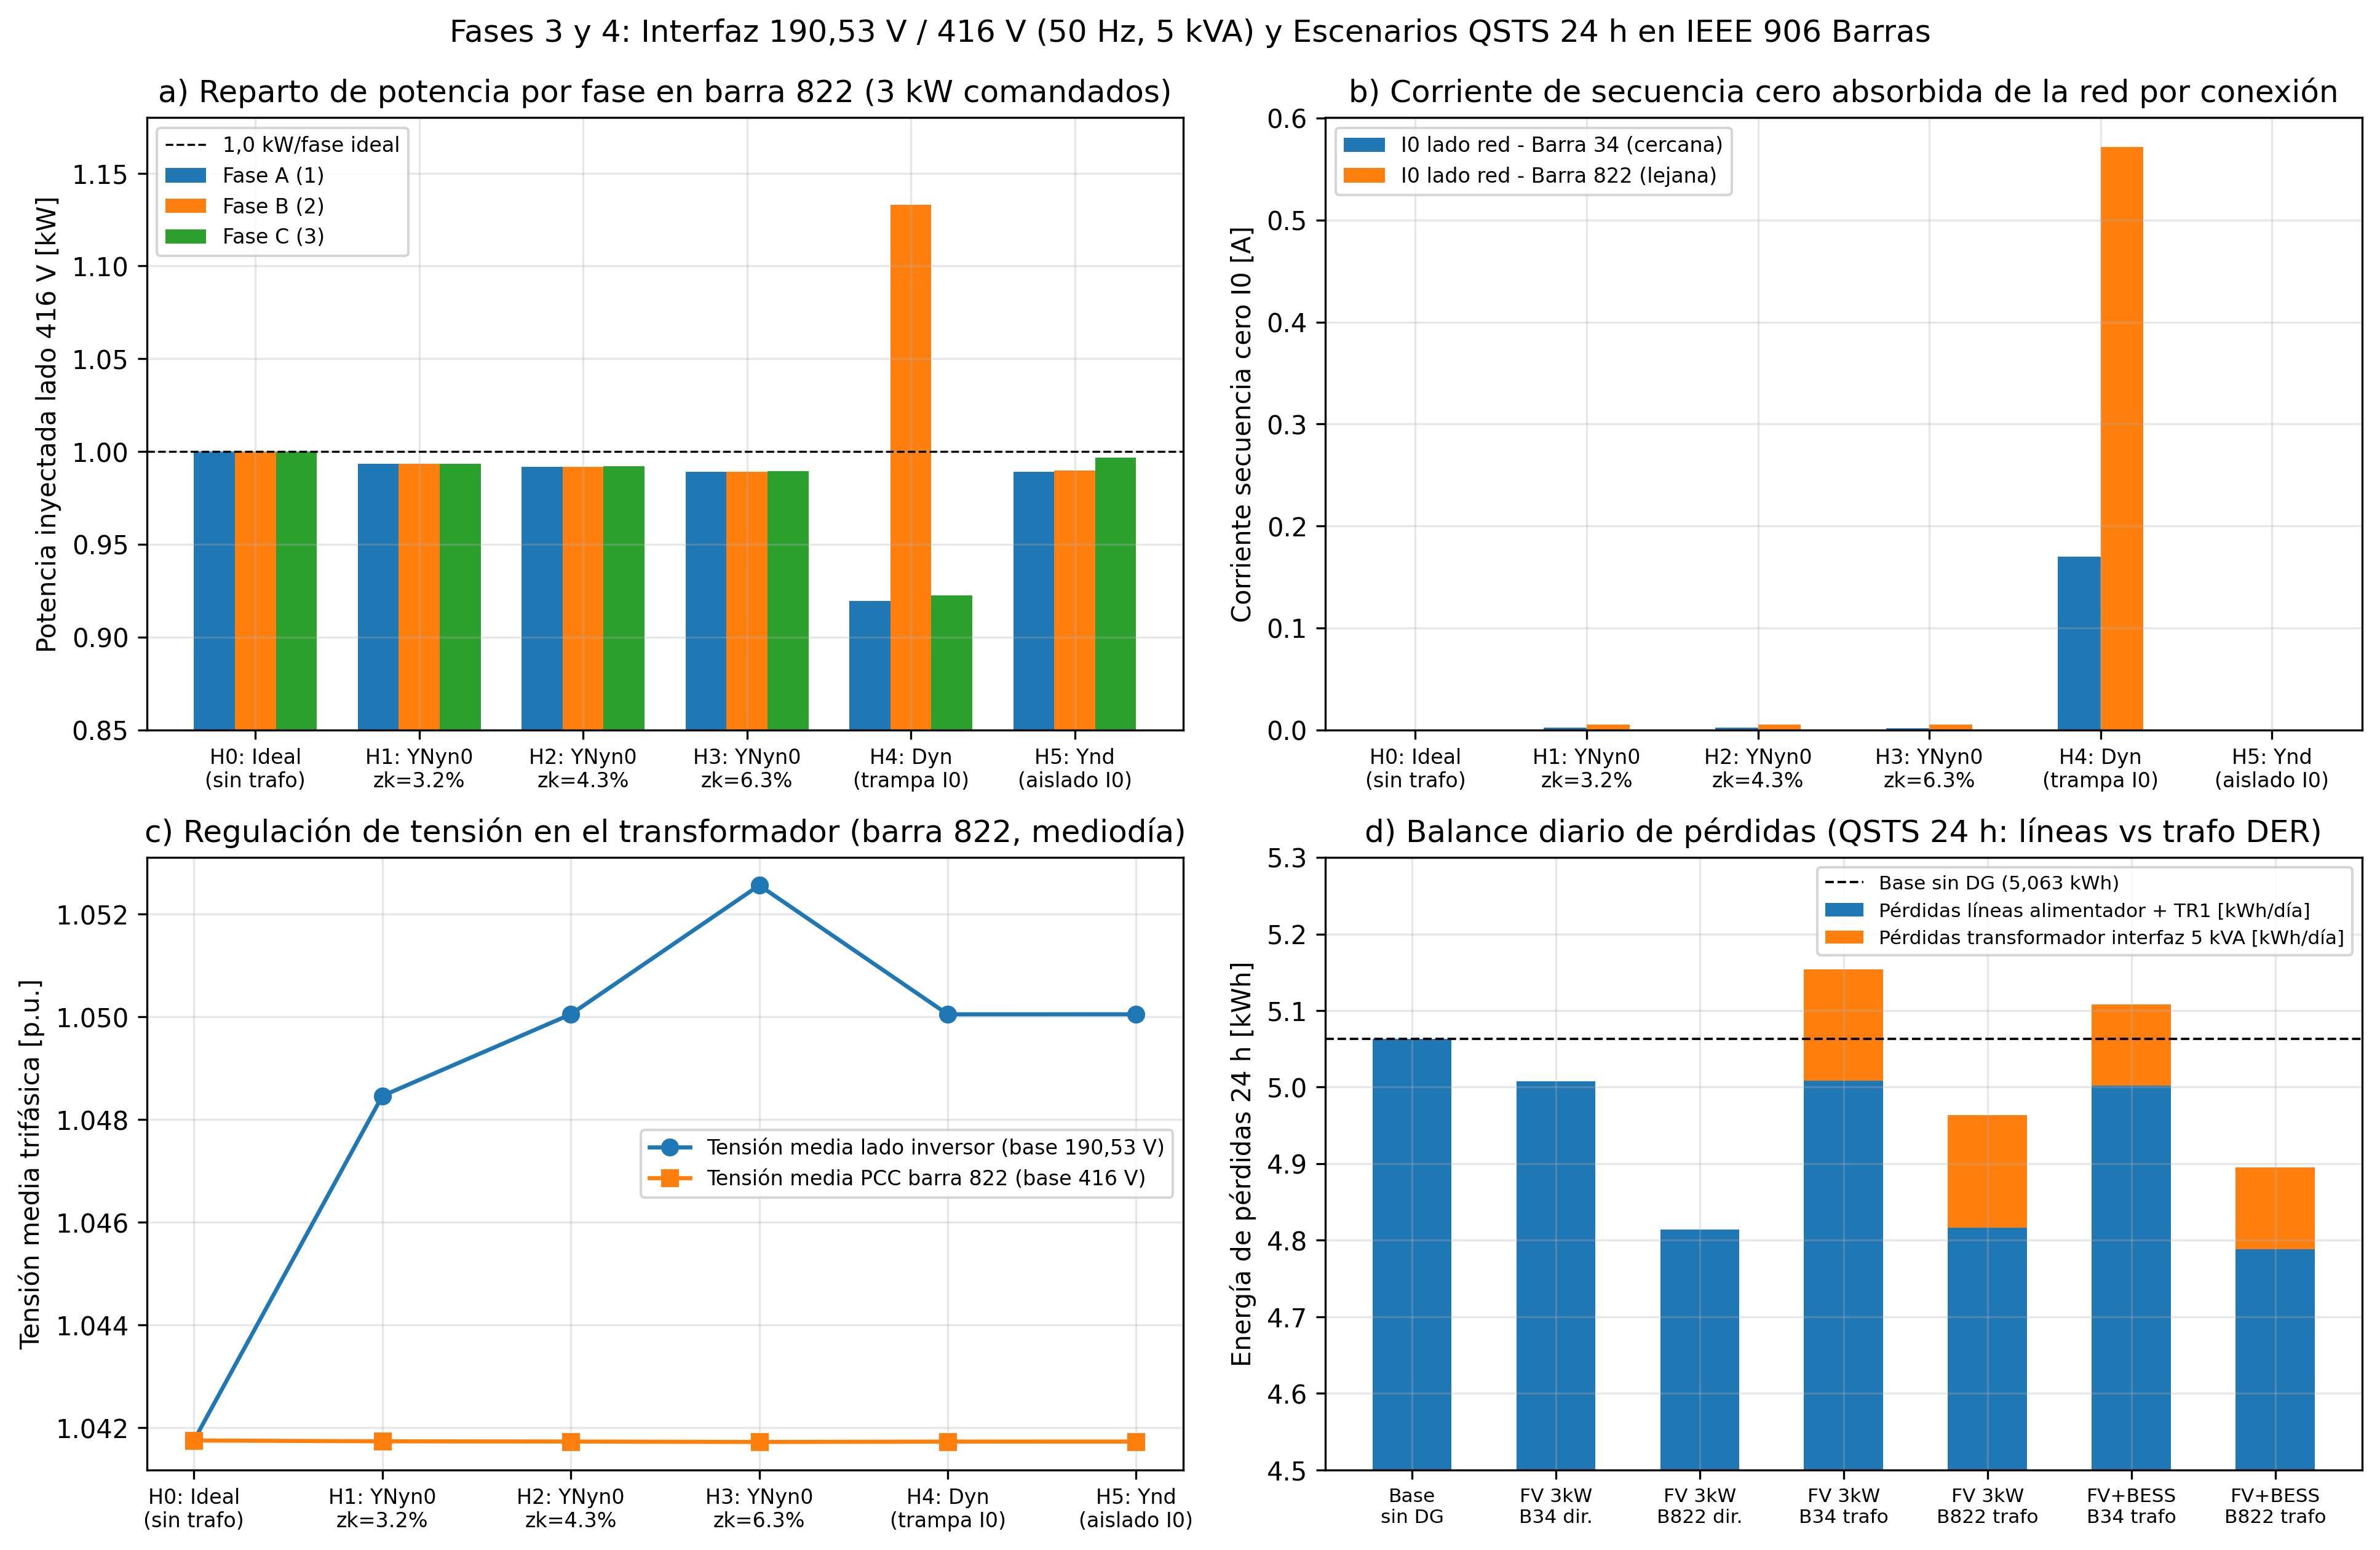 Fases 3 y 4: Interfaz 190,53 V / 416 V (50 Hz, 5 kVA) y Escenarios QSTS 24 h en IEEE 906 Barras
a) Reparto de potencia por fase en barra 822 (3 kW comandados)
Potencia inyectada lado 416 V [kW]
1.15
1.10
1.05
1.00
0.95
0.90
0.85
1,0 kW/fase ideal
Fase A (1)
Fase B (2)
Fase C (3)
H0: Ideal
(sin trafo)
H1: YNyn0
zk=3.2%
H2: YNyn0
zk=4.3%
H3: YNyn0
zk=6.3%
H4: Dyn
(trampa I0)
H5: Ynd
(aislado I0)
b) Corriente de secuencia cero absorbida de la red por conexión
Corriente secuencia cero I0 [A]
0.6
0.5
0.4
0.3
0.2
0.1
0.0
I0 lado red - Barra 34 (cercana)
I0 lado red - Barra 822 (lejana)
H0: Ideal
(sin trafo)
H1: YNyn0
zk=3.2%
H2: YNyn0
zk=4.3%
H3: YNyn0
zk=6.3%
H4: Dyn
(trampa I0)
H5: Ynd
(aislado I0)
c) Regulación de tensión en el transformador (barra 822, mediodía)
Tensión media trifásica [p.u.]
1.052
1.050
1.048
1.046
1.044
1.042
Tensión media lado inversor (base 190,53 V)
Tensión media PCC barra 822 (base 416 V)
H0: Ideal
(sin trafo)
H1: YNyn0
zk=3.2%
H2: YNyn0
zk=4.3%
H3: YNyn0
zk=6.3%
H4: Dyn
(trampa I0)
H5: Ynd
(aislado I0)
d) Balance diario de pérdidas (QSTS 24 h: líneas vs trafo DER)
Energía de pérdidas 24 h [kWh]
5.3
5.2
5.1
5.0
4.9
4.8
4.7
4.6
4.5
Base sin DG (5,063 kWh)
Pérdidas líneas alimentador + TR1 [kWh/día]
Pérdidas transformador interfaz 5 kVA [kWh/día]
Base
sin DG
FV 3kW
B34 dir.
FV 3kW
B822 dir.
FV 3kW
B34 trafo
FV 3kW
B822 trafo
FV+BESS
B34 trafo
FV+BESS
B822 trafo